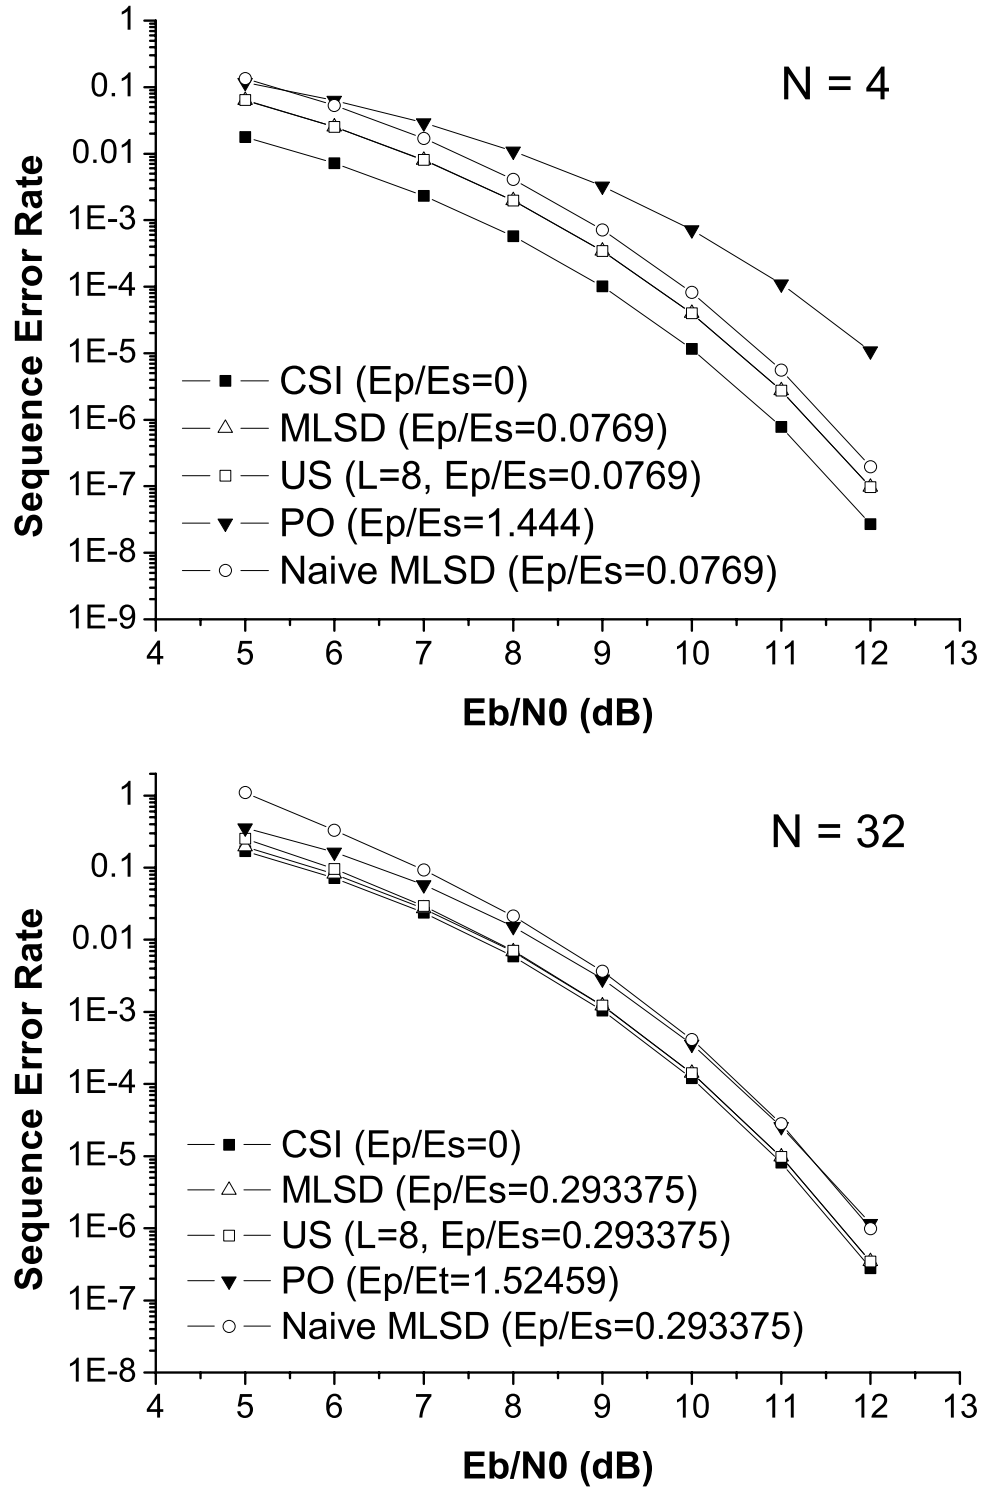 1
0.1
0.01
1E-3
1E-4
1E-5
1E-6
1E-7
1E-8
1E-9
Sequence Error Rate
N = 4
CSI (Ep/Es=0)
MLSD (Ep/Es=0.0769)
US (L=8, Ep/Es=0.0769)
PO (Ep/Es=1.444)
Naive MLSD (Ep/Es=0.0769)
4 5 6 7 8 9 10 11 12 13
Eb/N0 (dB)
1
0.1
0.01
1E-3
1E-4
1E-5
1E-6
1E-7
1E-8
Sequence Error Rate
N = 32
CSI (Ep/Es=0)
MLSD (Ep/Es=0.293375)
US (L=8, Ep/Es=0.293375)
PO (Ep/Et=1.52459)
Naive MLSD (Ep/Es=0.293375)
4 5 6 7 8 9 10 11 12 13
Eb/N0 (dB)